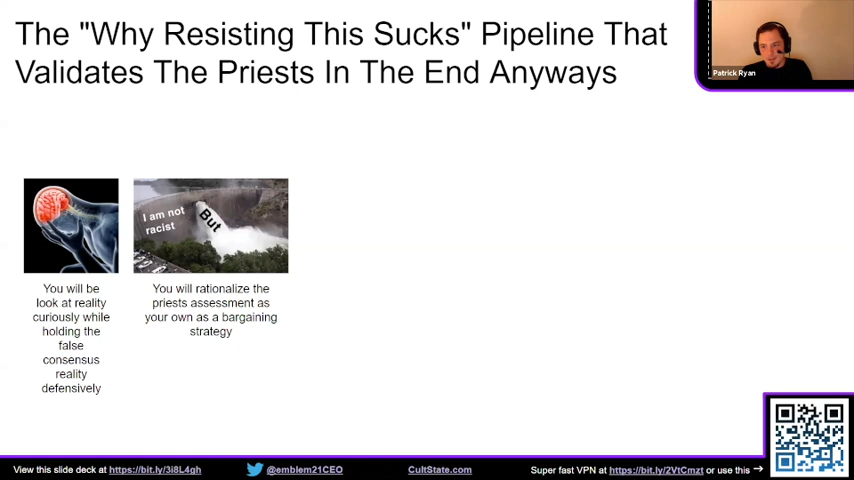 The "Why Resisting This Sucks" Pipeline That
Validates The Priests In The End Anyways
Patrick Ryan
I am not
racist
But
You will be
look at reality
curiously while
holding the
false
consensus
reality
defensively
You will rationalize the
priests assessment as
your own as a bargaining
strategy
View this slide deck at https://bit.ly/3i8L4gh
@emblem21CEO
CultState.com
Super fast VPN at https://bit.ly/2VtCmzt or use this →